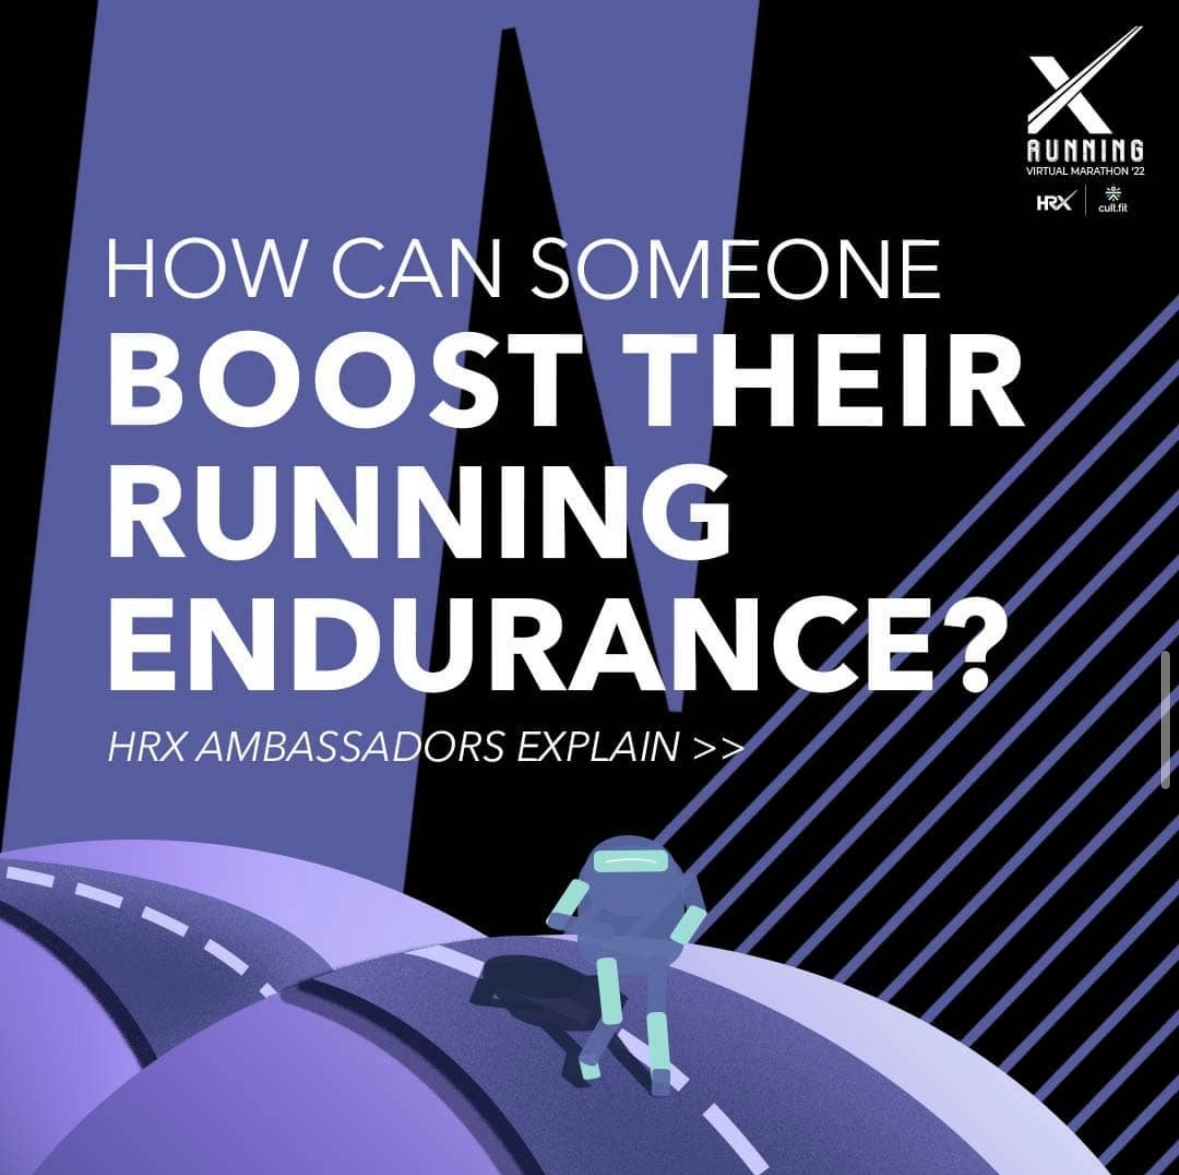 X
RUNNING
VIRTUAL MARATHON '22
HRX cult.fit
HOW CAN SOMEONE
BOOST THEIR
RUNNING
ENDURANCE?
HRX AMBASSADORS EXPLAIN >>